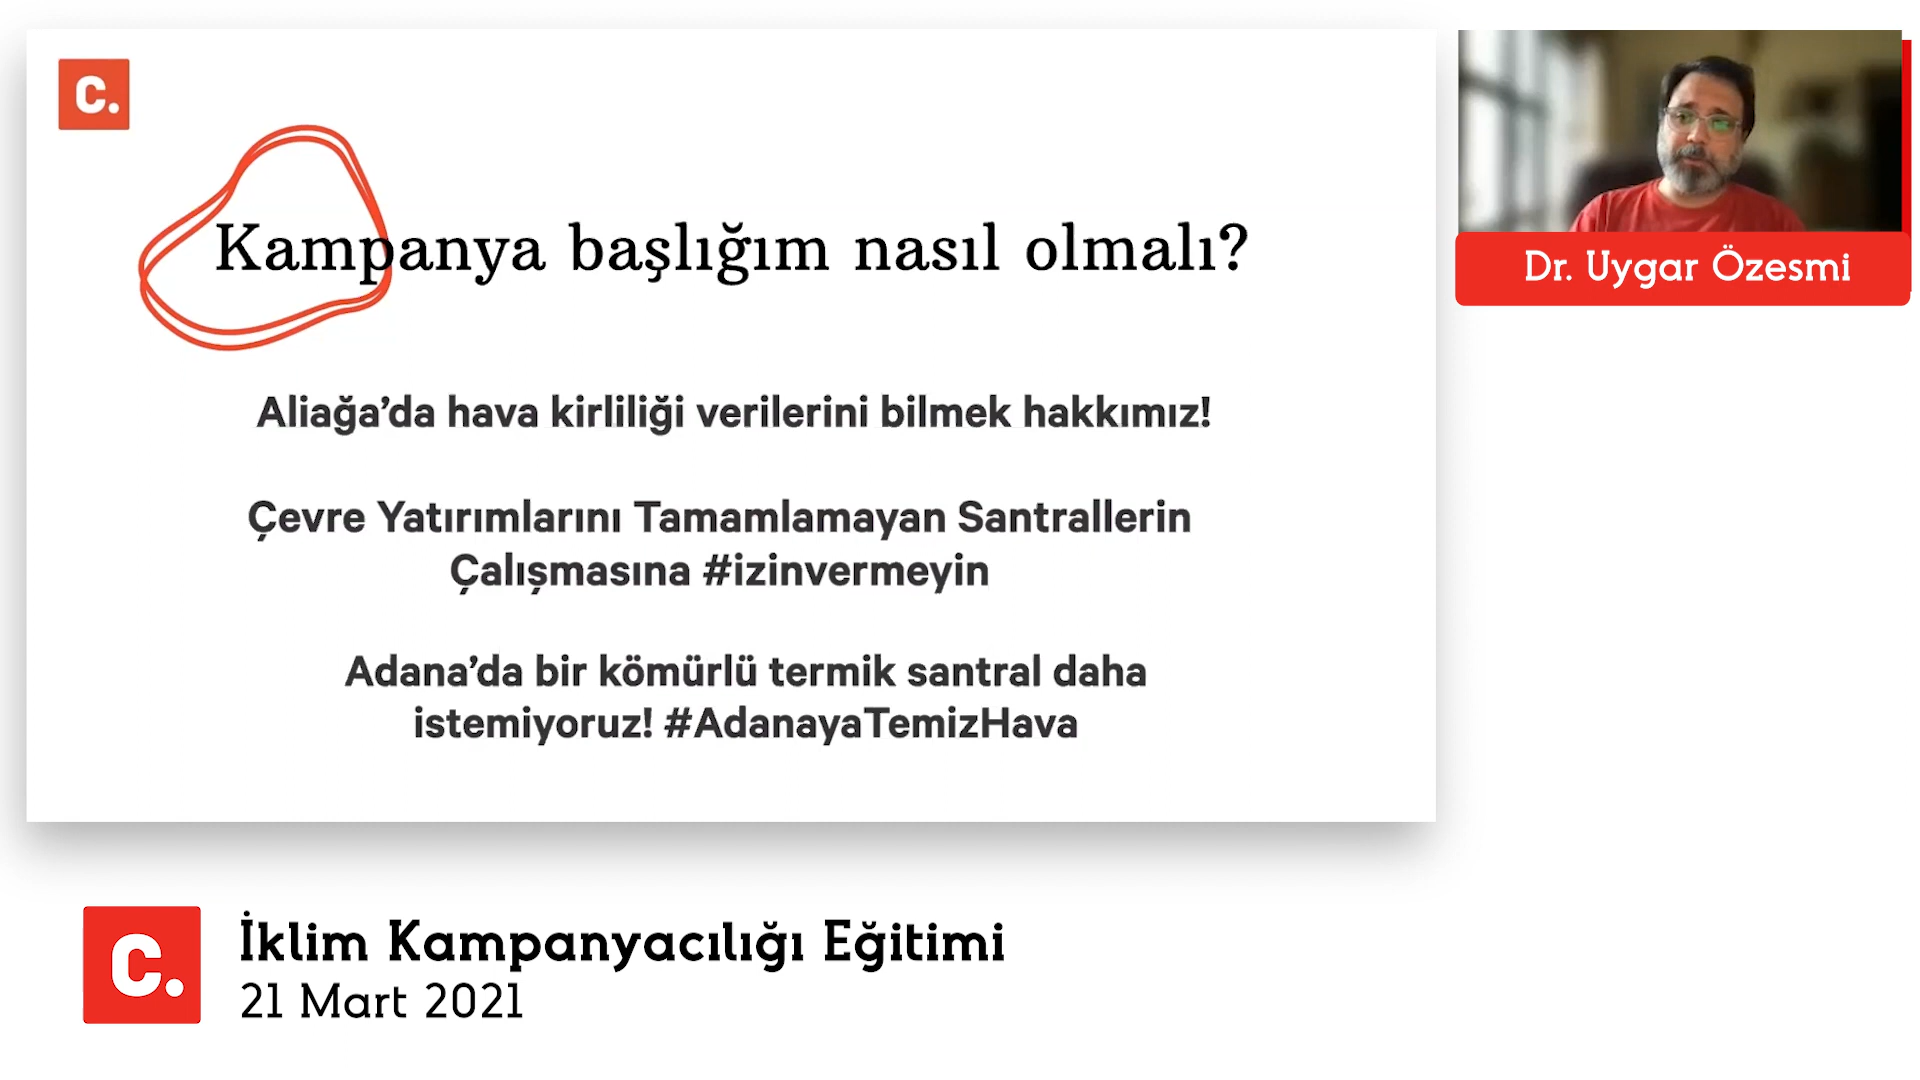 C.
Kampanya başlığım nasıl olmalı?
Aliağa’da hava kirliliği verilerini bilmek hakkımız!
Çevre Yatırımlarını Tamamlamayan Santrallerin
Çalışmasına #izinvermeyin
Adana’da bir kömürlü termik santral daha
istemiyoruz! #AdanayaTemizHava
Dr. Uygar Özesmi
C.
İklim Kampanyacılığı Eğitimi
21 Mart 2021